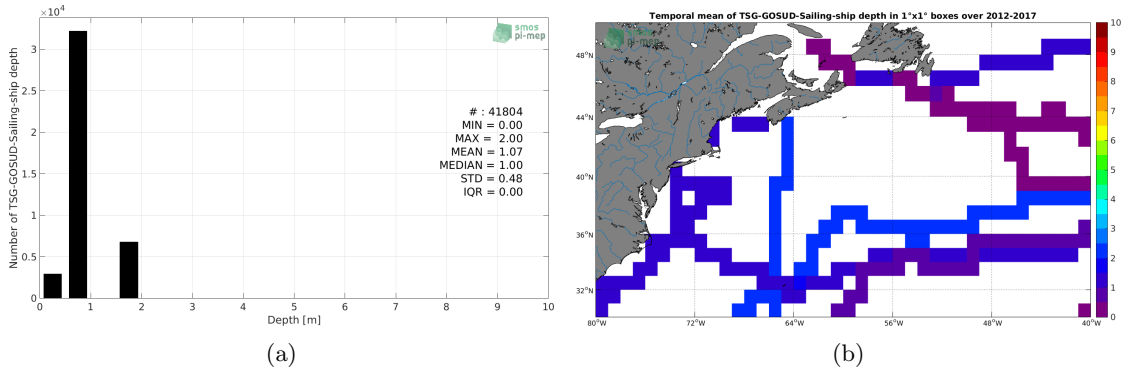 ×10⁴
3
2.5
2
1.5
1
0.5
0
0 1 2 3 4 5 6 7 8 9 10
Number of TSG-GOSUD-Sailing-ship depth
Depth [m]
smos
pi-mep
# : 41804
MIN = 0.00
MAX = 2.00
MEAN = 1.07
MEDIAN = 1.00
STD = 0.48
IQR = 0.00
(a)
Temporal mean of TSG-GOSUD-Sailing-ship depth in 1°x1° boxes over 2012-2017
smos
pi-mep
48°N
44°N
40°N
36°N
32°N
80°W 72°W 64°W 56°W 48°W 40°W
10
9
8
7
6
5
4
3
2
1
0
(b)